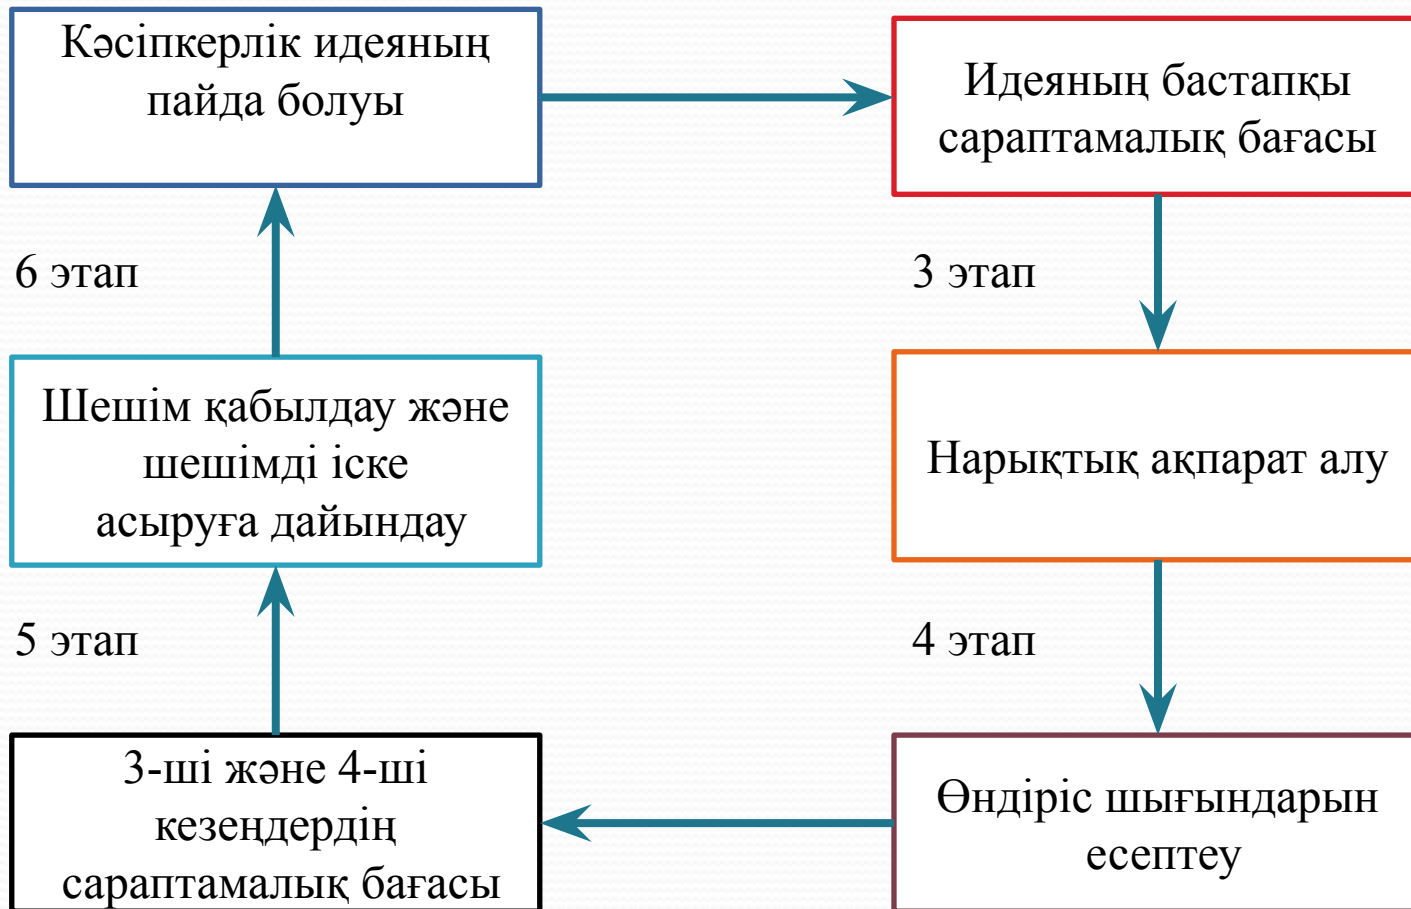 Кәсіпкерлік идеяның
пайда болуы
Идеяның бастапқы
сараптамалық бағасы
6 этап
3 этап
Шешім қабылдау және
шешімді іске
асыруға дайындау
Нарықтық ақпарат алу
5 этап
4 этап
3-ші және 4-ші
кезеңдердің
сараптамалық бағасы
Өндіріс шығындарын
есептеу